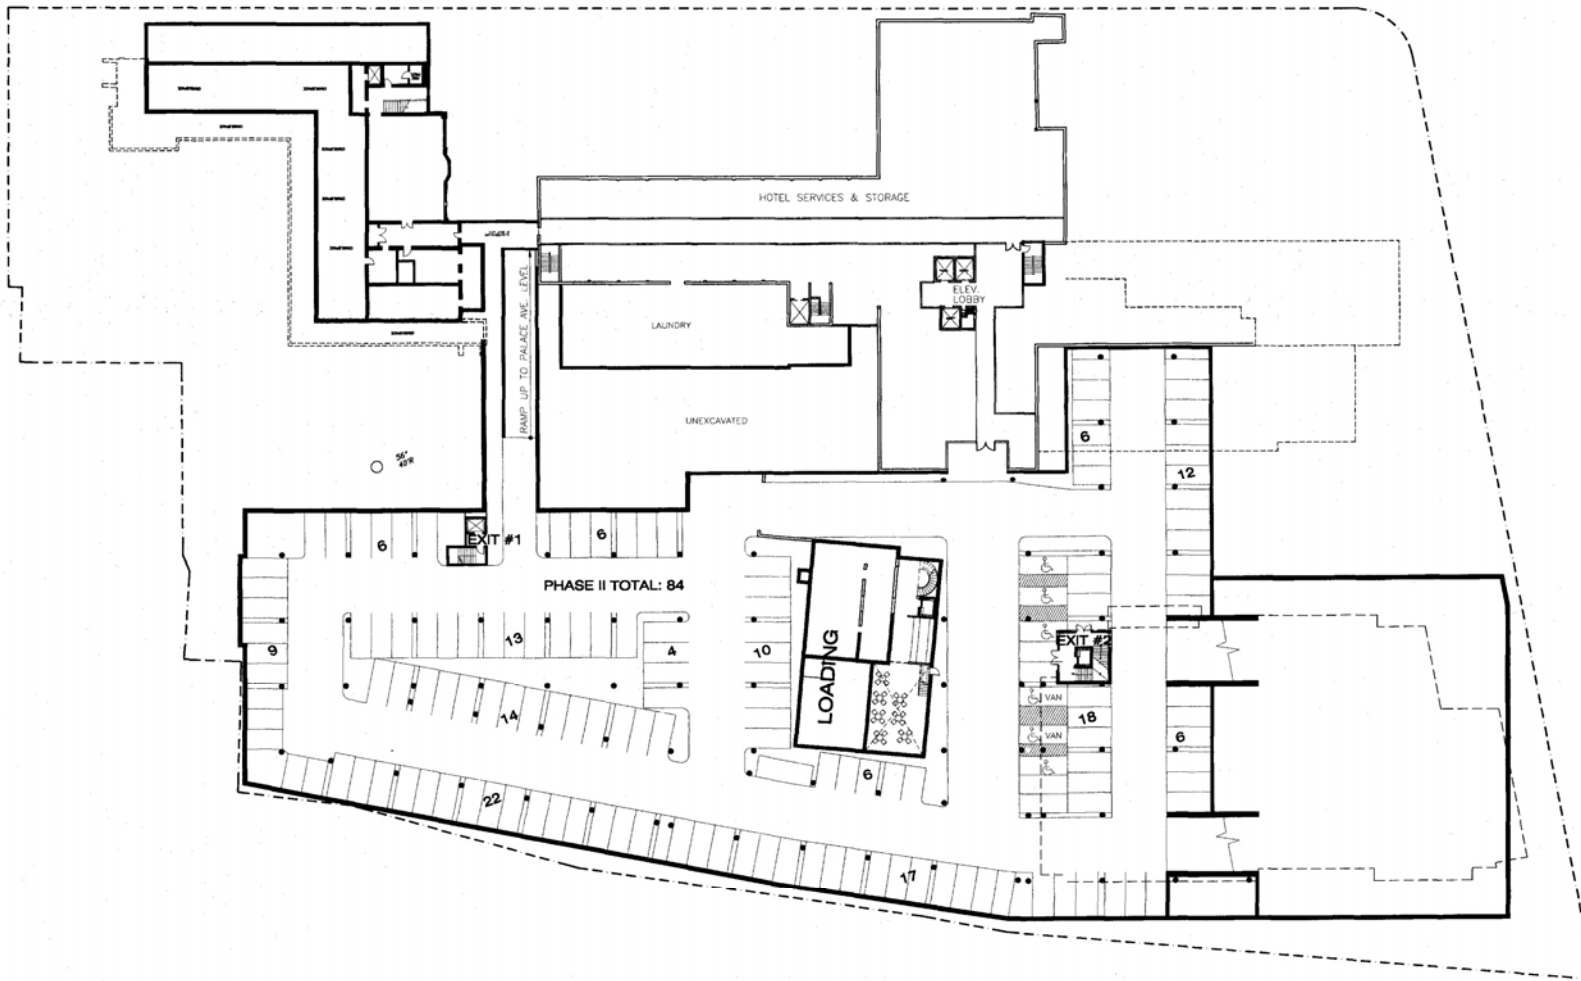 HOTEL SERVICES & STORAGE
ELEV.
LOBBY
RAMP UP TO PALACE AVE. LEVEL
LAUNDRY
UNEXCAVATED
6
12
56"
40'R
6
EXIT #1
6
PHASE II TOTAL: 84
9
13
4
10
LOADING
EXIT #2
14
VAN
18
VAN
6
6
22
17